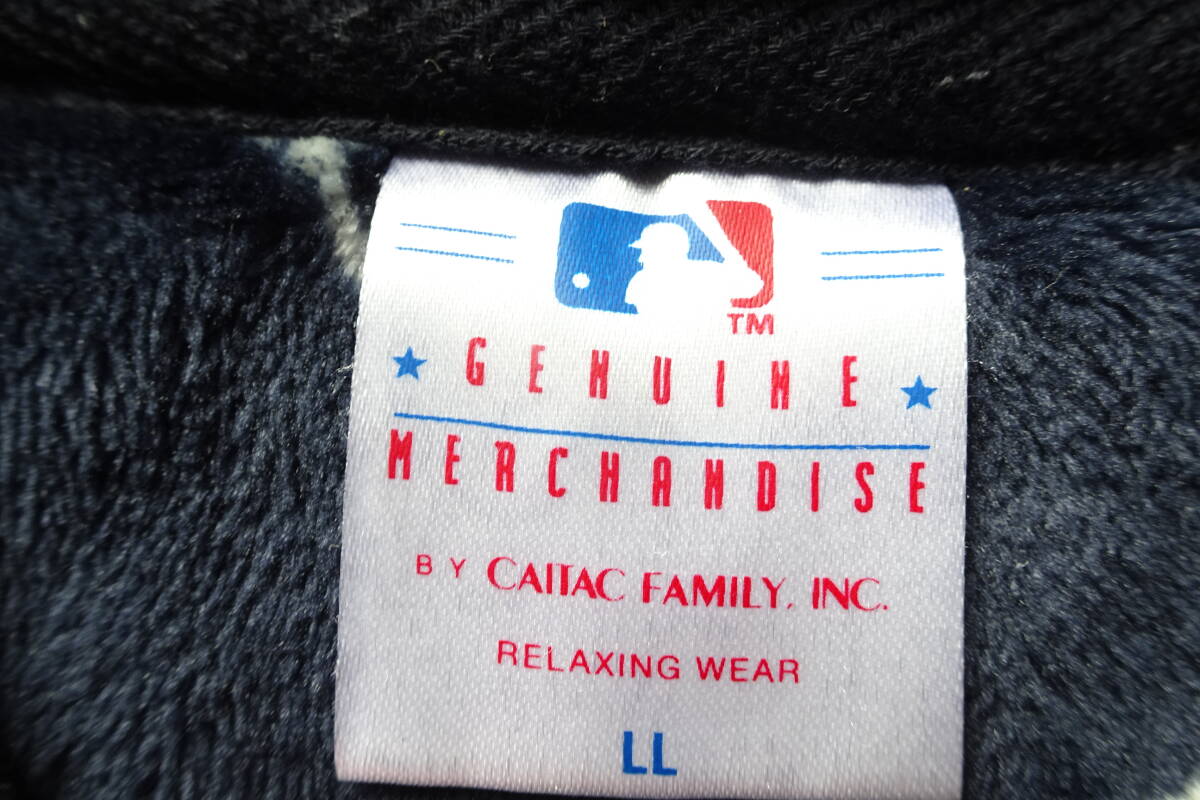 TM
GENUINE
MERCHANDISE
BY CAITAC FAMILY, INC.
RELAXING WEAR
LL